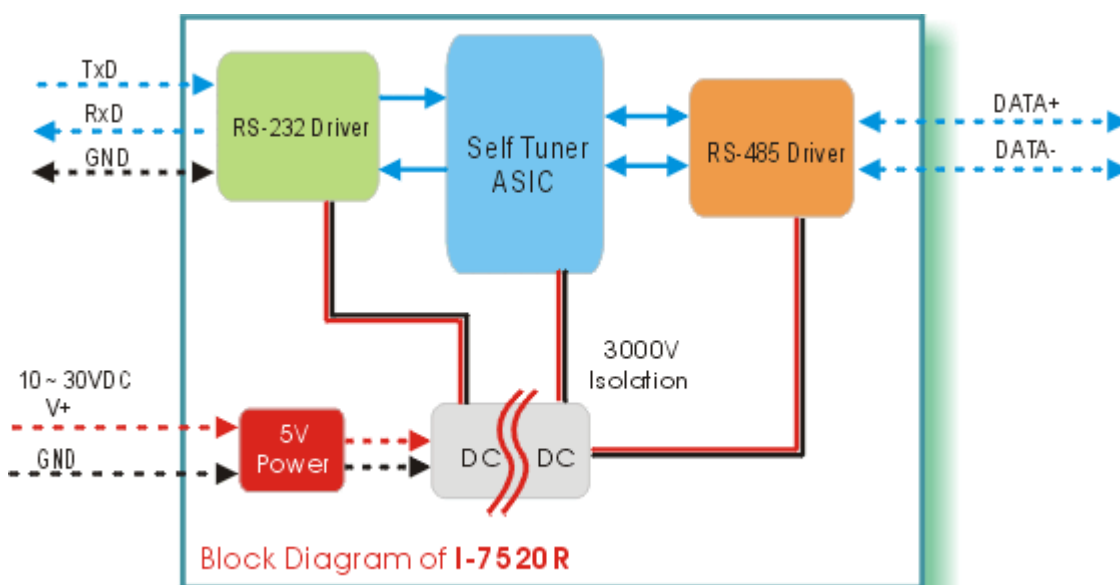 TxD
RxD
GND
RS-232 Driver
Self Tuner
ASIC
RS-485 Driver
DATA+
DATA-
3000V
Isolation
10 ~ 30VDC
V+
GND
5V
Power
DC DC
Block Diagram of I-7520R